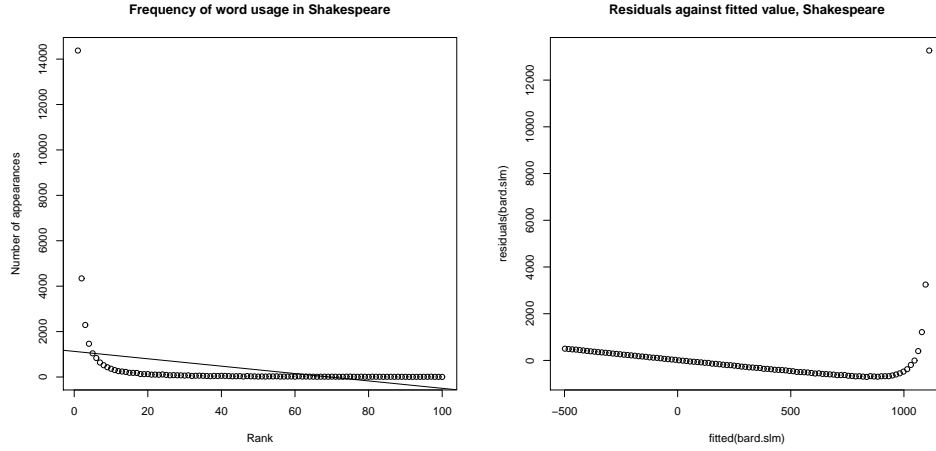 Frequency of word usage in Shakespeare
Number of appearances
14000
12000
10000
8000
6000
4000
2000
0
0 20 40 60 80 100
Rank
Residuals against fitted value, Shakespeare
residuals(bard.slm)
12000
10000
8000
6000
4000
2000
0
−500 0 500 1000
fitted(bard.slm)